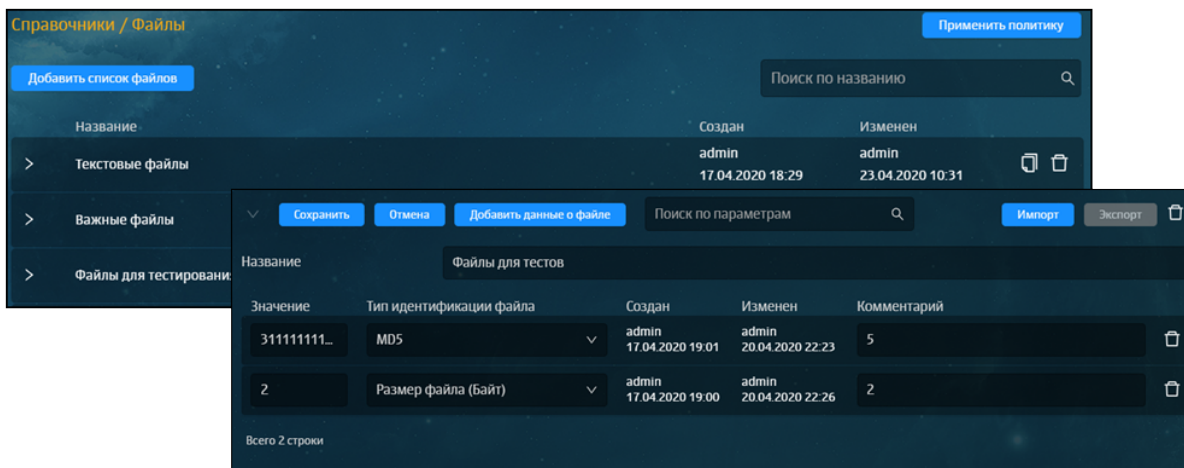 Справочники / Файлы
Применить политику
Добавить список файлов
Поиск по названию
Название Создан Изменен
Текстовые файлы admin admin
17.04.2020 18:29 23.04.2020 10:31
Важные файлы
Файлы для тестировани
Сохранить Отмена Добавить данные о файле Поиск по параметрам Импорт Экспорт
Название Файлы для тестов
Значение Тип идентификации файла Создан Изменен Комментарий
311111111... MD5 admin admin 5
17.04.2020 19:01 20.04.2020 22:23
2 Размер файла (Байт) admin admin 2
17.04.2020 19:00 20.04.2020 22:26
Всего 2 строки